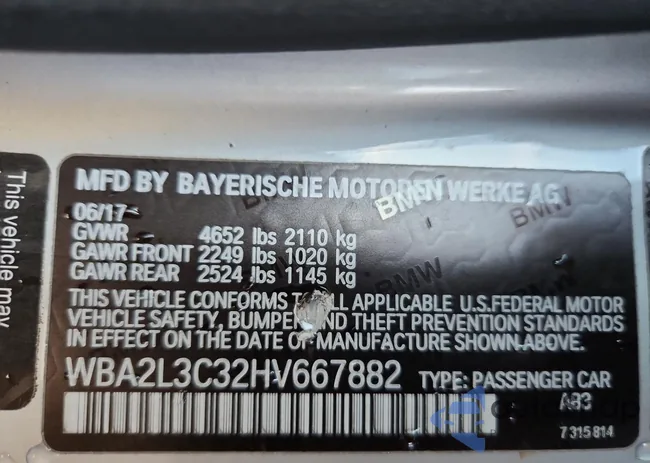 MFD BY BAYERISCHE MOTOREN WERKE AG
06/17
GVWR 4652 lbs 2110 kg
GAWR FRONT 2249 lbs 1020 kg
GAWR REAR 2524 lbs 1145 kg
THIS VEHICLE CONFORMS TO ALL APPLICABLE U.S.FEDERAL MOTOR
VEHICLE SAFETY, BUMPER AND THEFT PREVENTION STANDARDS
IN EFFECT ON THE DATE OF MANUFACTURE SHOWN ABOVE.
WBA2L3C32HV667882 TYPE: PASSENGER CAR
AB3
7 315 814
This vehicle may
BMW
BMW
BMW